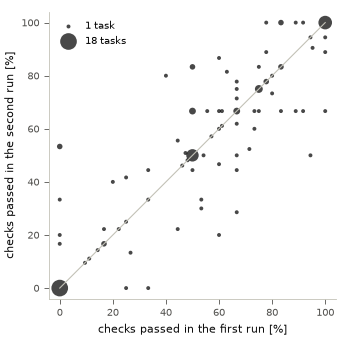 1 task
18 tasks
100
80
60
40
20
0
checks passed in the second run [%]
0 20 40 60 80 100
checks passed in the first run [%]